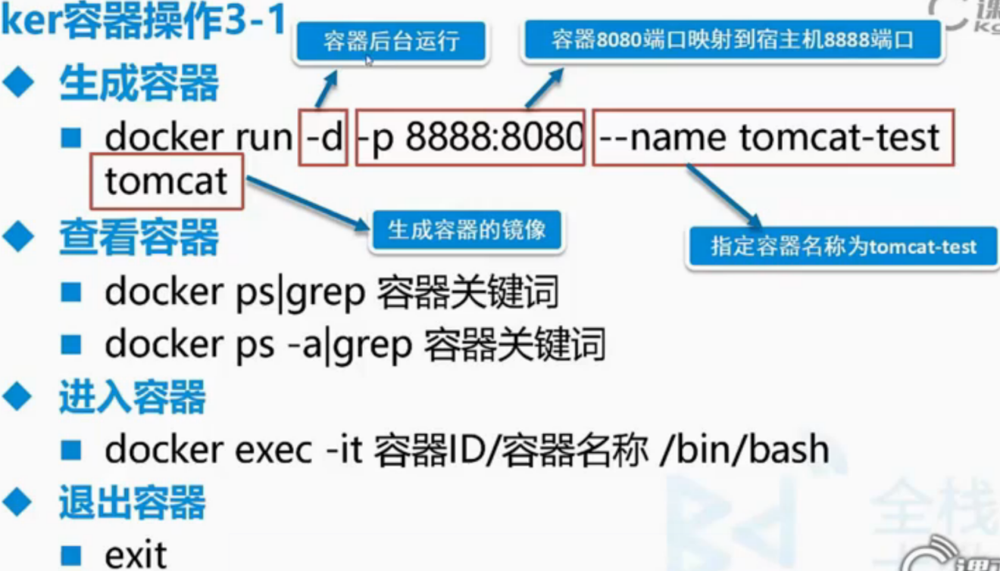 ker容器操作3-1
容器后台运行
容器8080端口映射到宿主机8888端口
生成容器
docker run -d -p 8888:8080 --name tomcat-test
tomcat
生成容器的镜像
指定容器名称为tomcat-test
查看容器
docker ps|grep 容器关键词
docker ps -a|grep 容器关键词
进入容器
docker exec -it 容器ID/容器名称 /bin/bash
退出容器
exit
全栈